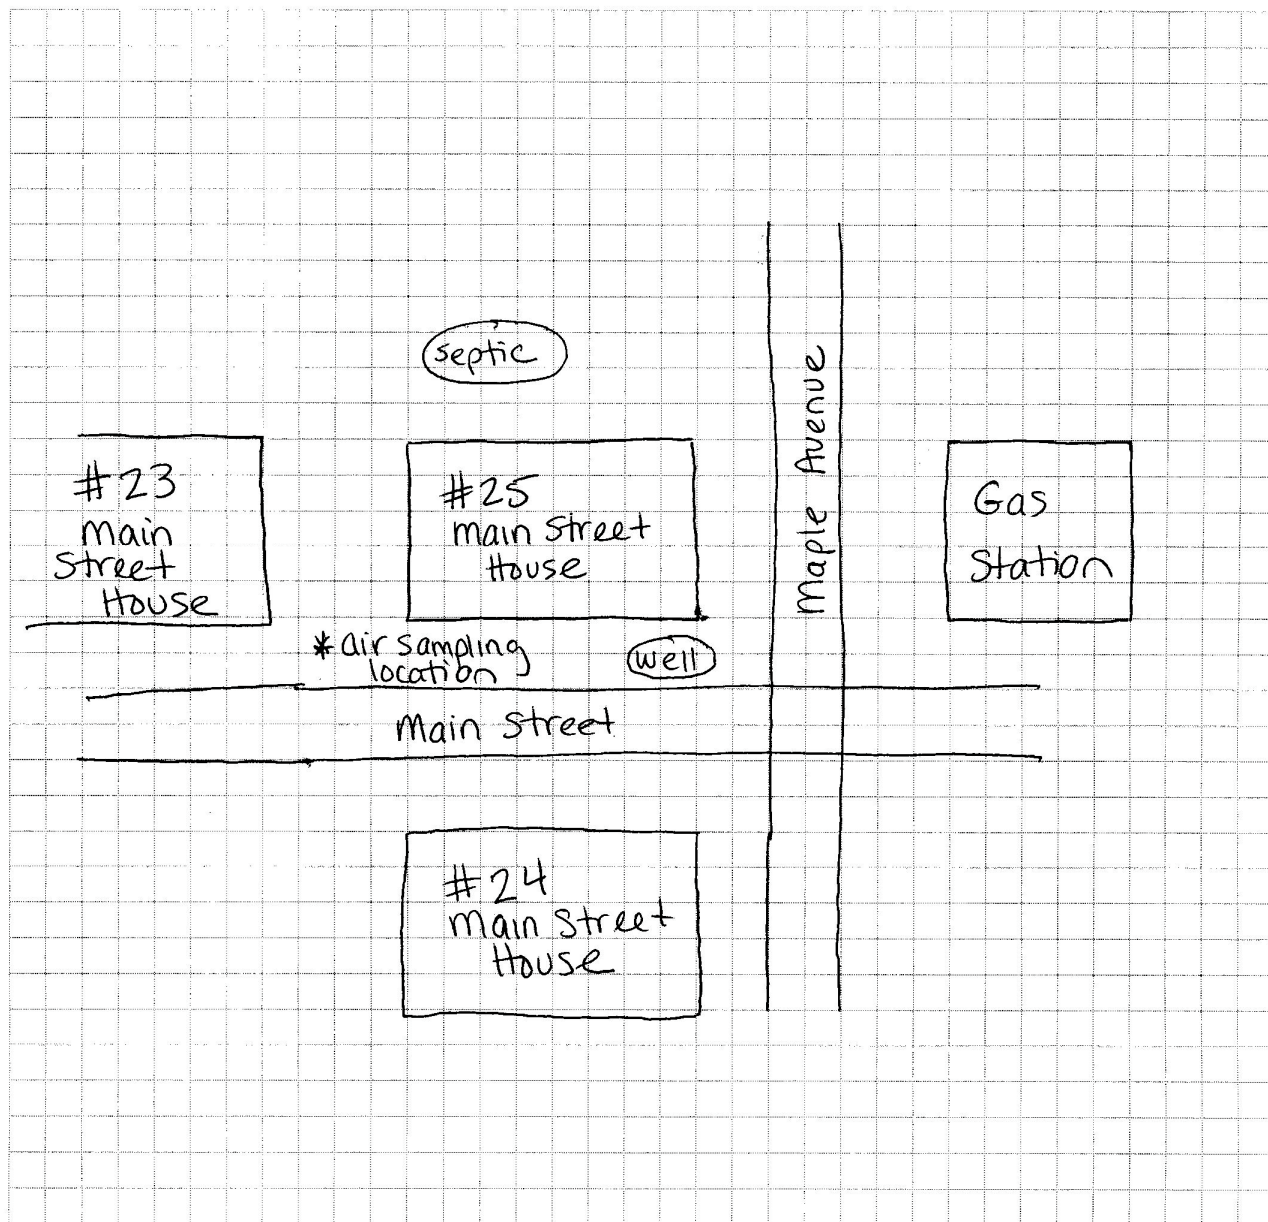 septic
Maple Avenue
#23
Main
Street
House
#25
Main Street
House
Gas
Station
* air sampling
location
well
Main Street
#24
Main Street
House